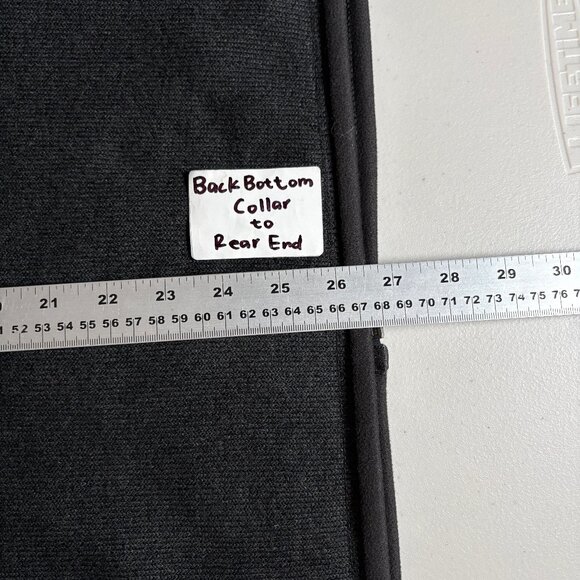 LIFETIME
Back Bottom
Collar
to
Rear End
21 22 23 24 25 26 27 28 29 30
52 53 54 55 56 57 58 59 60 61 62 63 64 65 66 67 68 69 70 71 72 73 74 75 76